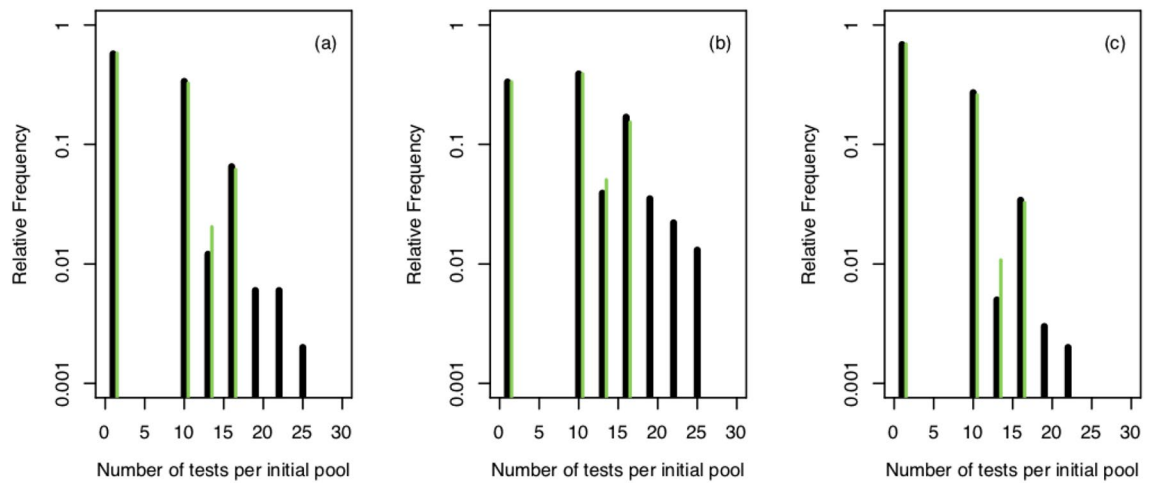 (a)
Relative Frequency
1
0.1
0.01
0.001
0 5 10 15 20 25 30
Number of tests per initial pool
(b)
Relative Frequency
1
0.1
0.01
0.001
0 5 10 15 20 25 30
Number of tests per initial pool
(c)
Relative Frequency
1
0.1
0.01
0.001
0 5 10 15 20 25 30
Number of tests per initial pool